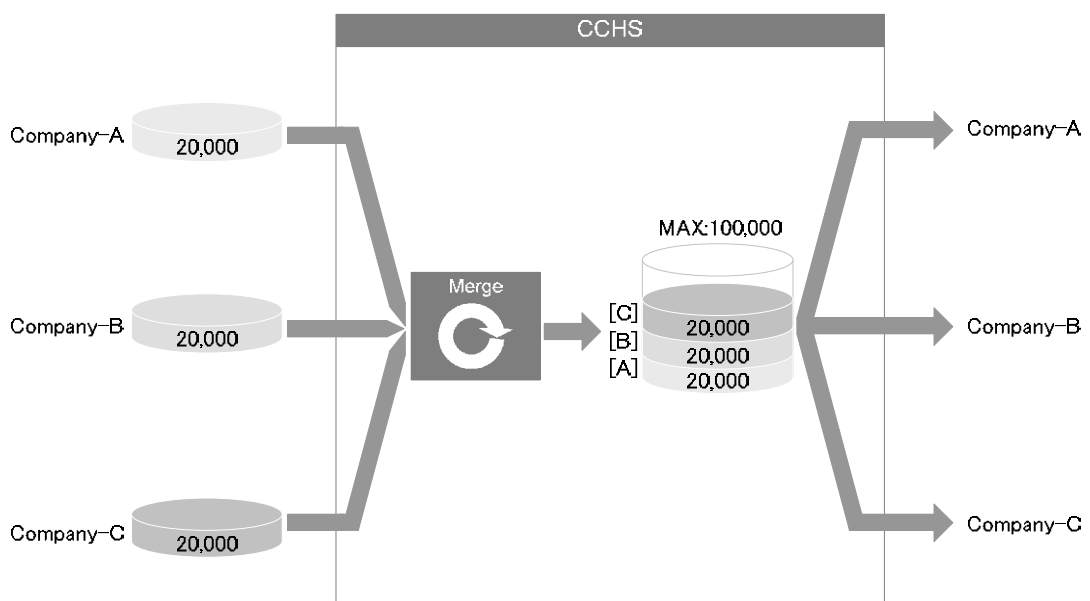 CCHS
Company-A
20,000
Company-A
MAX:100,000
Merge
Company-B
20,000
[C]
20,000
[B]
20,000
[A]
20,000
Company-B
Company-C
20,000
Company-C